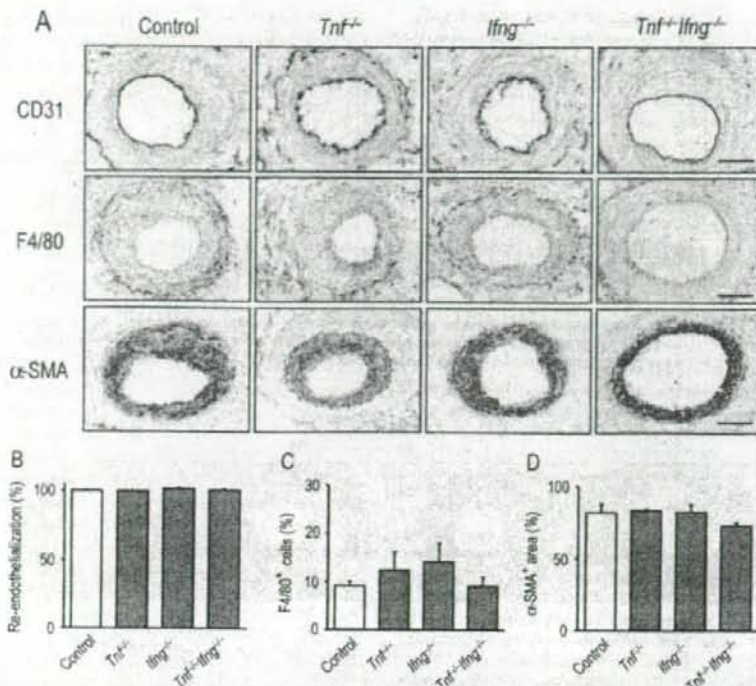 A
Control Tnf-/- Ifng-/- Tnf-/-Ifng-/-
CD31
F4/80
α-SMA
B
Re-endothelialization (%)
100
50
0
Control Tnf-/- Ifng-/- Tnf-/-Ifng-/-
C
F4/80+ cells (%)
30
20
10
0
Control Tnf-/- Ifng-/- Tnf-/-Ifng-/-
D
α-SMA+ area (%)
100
50
0
Control Tnf-/- Ifng-/- Tnf-/-Ifng-/-